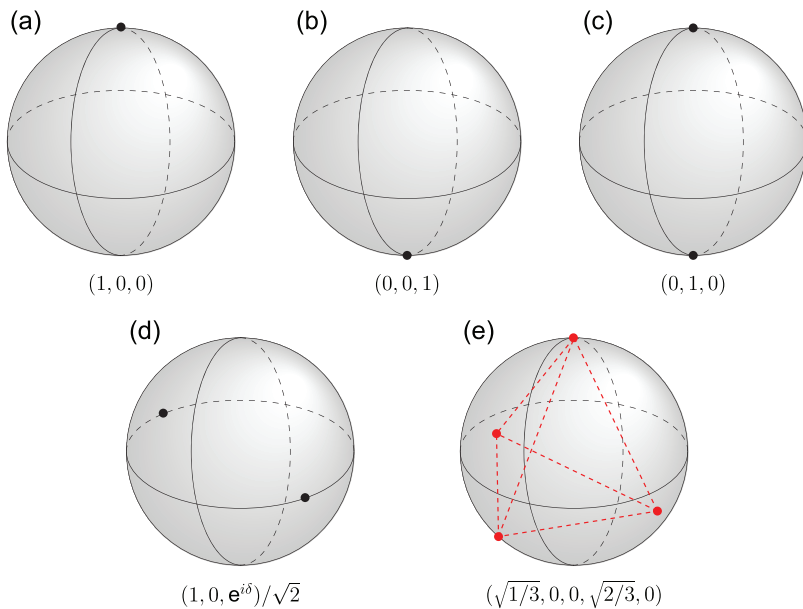 (a)
(b)
(c)
(1, 0, 0)
(0, 0, 1)
(0, 1, 0)
(d)
(e)
(1, 0, e^{iδ})/√2
(√1/3, 0, 0, √2/3, 0)